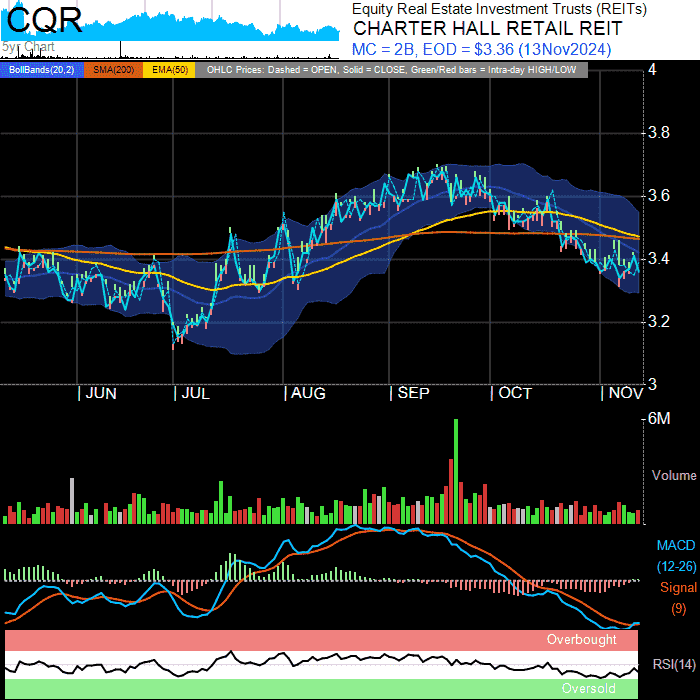 CQR
5yr Chart
Equity Real Estate Investment Trusts (REITs)
CHARTER HALL RETAIL REIT
MC = 2B, EOD = $3.36 (13Nov2024)
BollBands(20,2) SMA(200) EMA(50) OHLC Prices: Dashed = OPEN, Solid = CLOSE, Green/Red bars = Intra-day HIGH/LOW
4
3.8
3.6
3.4
3.2
3
| JUN | JUL | AUG | SEP | OCT | NOV
6M
Volume
MACD
(12-26)
Signal
(9)
Overbought
RSI(14)
Oversold